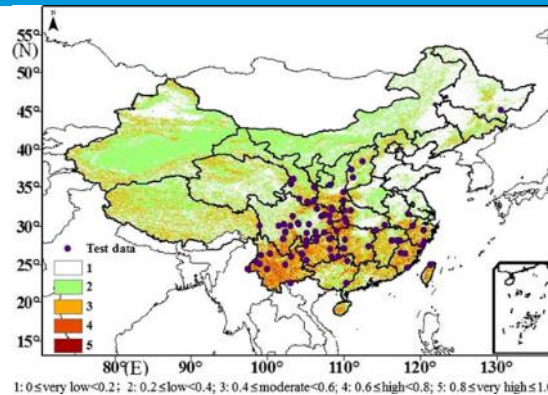 N
55°
(N)
50°
45°
40°
35°
30°
25°
20°
15°
Test data
1
2
3
4
5
80° (E) 90° 100° 110° 120° 130°
1: 0≤very low<0.2; 2: 0.2≤low<0.4; 3: 0.4≤moderate<0.6; 4: 0.6≤high<0.8; 5: 0.8≤very high≤1.0